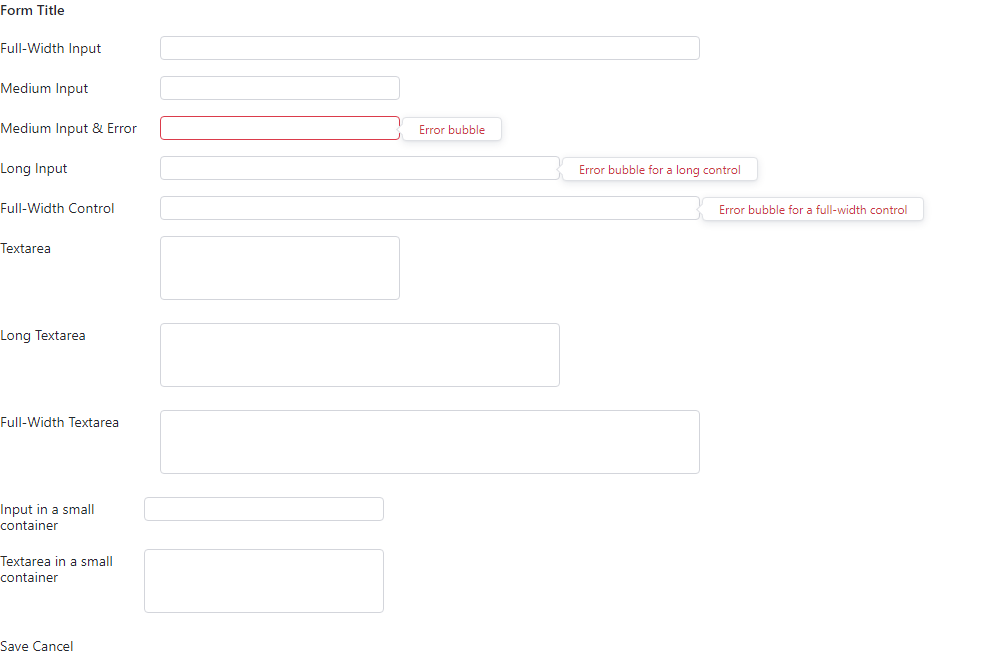 Form Title
Full-Width Input
Medium Input
Medium Input & Error
Error bubble
Long Input
Error bubble for a long control
Full-Width Control
Error bubble for a full-width control
Textarea
Long Textarea
Full-Width Textarea
Input in a small
container
Textarea in a small
container
Save Cancel